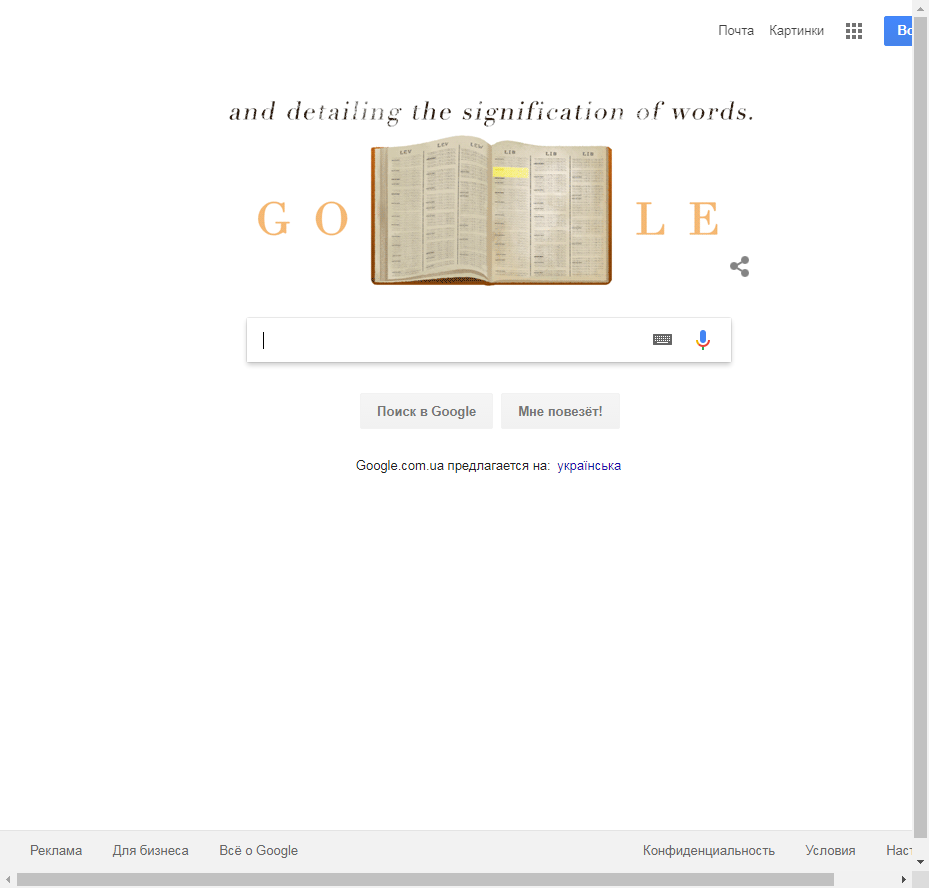 Почта Картинки Во
and detailing the signification of words.
LEV LEV LEW LIB LIB LIB
G O L E
Поиск в Google Мне повезёт!
Google.com.ua предлагается на: українська
Реклама Для бизнеса Всё о Google Конфиденциальность Условия Наст